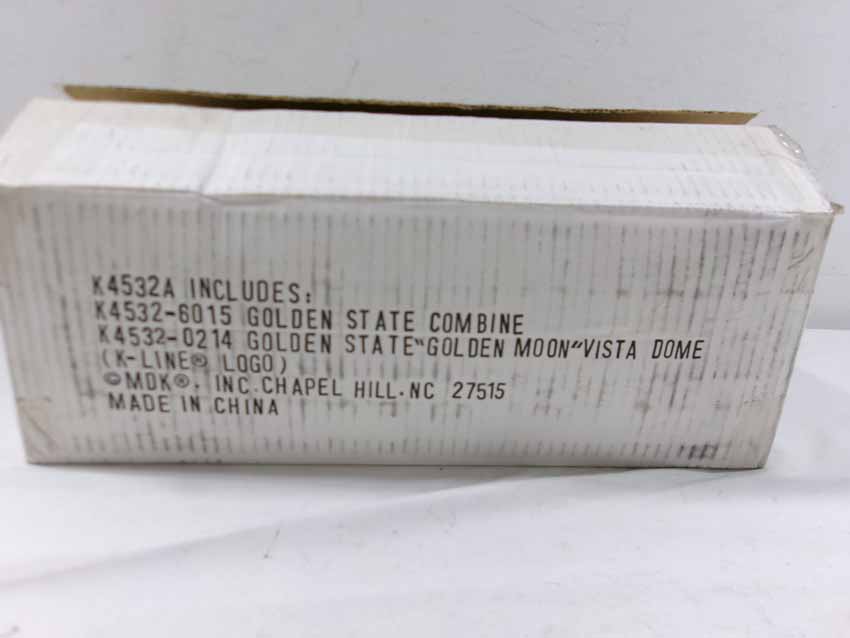 K4532A INCLUDES:
K4532-6015 GOLDEN STATE COMBINE
K4532-0214 GOLDEN STATE "GOLDEN MOON" VISTA DOME
(K-LINE® LOGO)
©MDK®, INC. CHAPEL HILL. NC 27515
MADE IN CHINA